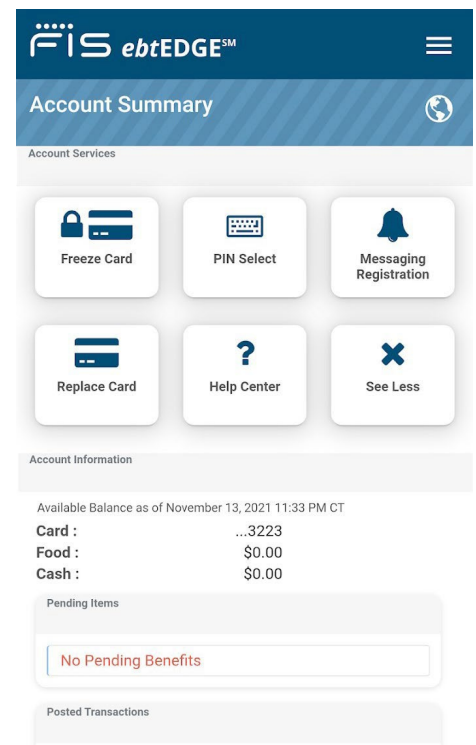 FIS ebtEDGE℠
Account Summary
Account Services
Freeze Card
PIN Select
Messaging
Registration
Replace Card
Help Center
See Less
Account Information
Available Balance as of November 13, 2021 11:33 PM CT
Card : ...3223
Food : $0.00
Cash : $0.00
Pending Items
No Pending Benefits
Posted Transactions